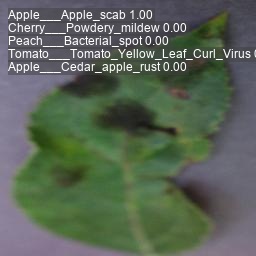 Apple___Apple_scab 1.00
Cherry___Powdery_mildew 0.00
Peach___Bacterial_spot 0.00
Tomato___Tomato_Yellow_Leaf_Curl_Virus
Apple___Cedar_apple_rust 0.00